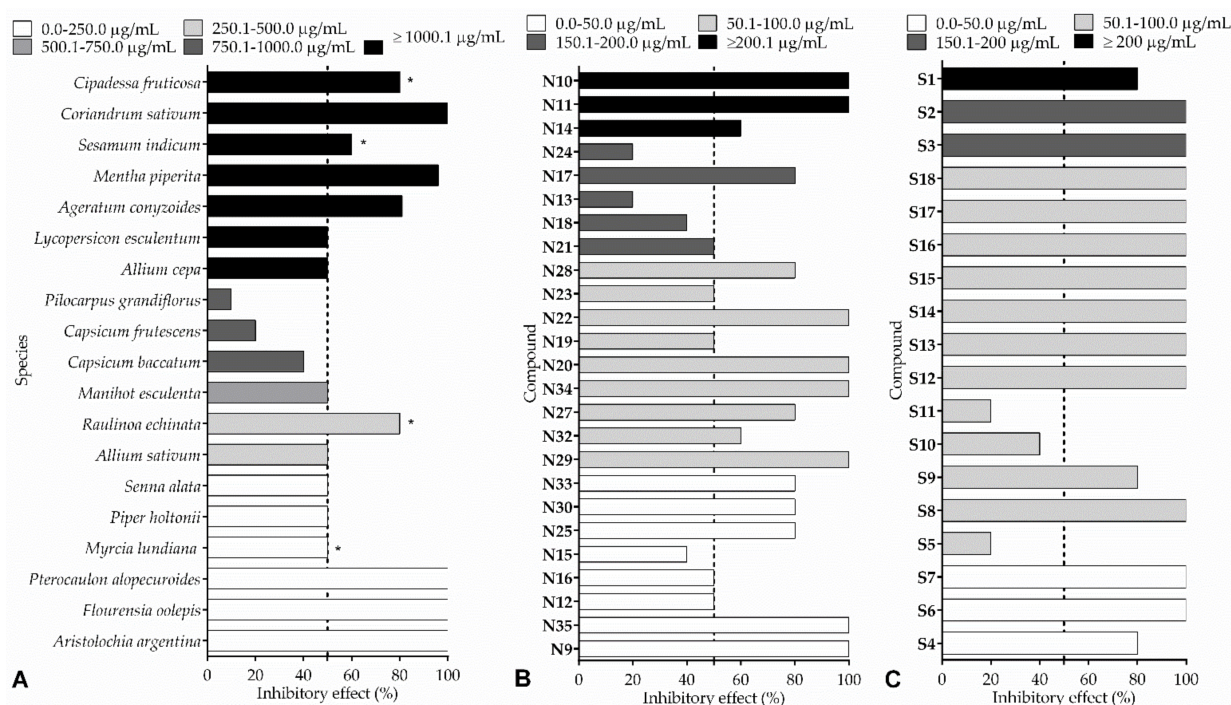 0.0-250.0 μg/mL
250.1-500.0 μg/mL
500.1-750.0 μg/mL
750.1-1000.0 μg/mL
≥ 1000.1 μg/mL
Species
Cipadessa fruticosa *
Coriandrum sativum
Sesamum indicum *
Mentha piperita
Ageratum conyzoides
Lycopersicon esculentum
Allium cepa
Pilocarpus grandiflorus
Capsicum frutescens
Capsicum baccatum
Manihot esculenta
Raulinoa echinata *
Allium sativum
Senna alata
Piper holtonii
Myrcia lundiana *
Pterocaulon alopecuroides
Flourensia oolepis
Aristolochia argentina
0 20 40 60 80 100
Inhibitory effect (%)
A
0.0-50.0 μg/mL
50.1-100.0 μg/mL
150.1-200.0 μg/mL
≥200.1 μg/mL
Compound
N10
N11
N14
N24
N17
N13
N18
N21
N28
N23
N22
N19
N20
N34
N27
N32
N29
N33
N30
N25
N15
N16
N12
N35
N9
0 20 40 60 80 100
Inhibitory effect (%)
B
0.0-50.0 μg/mL
50.1-100.0 μg/mL
150.1-200 μg/mL
≥ 200 μg/mL
Compound
S1
S2
S3
S18
S17
S16
S15
S14
S13
S12
S11
S10
S9
S8
S5
S7
S6
S4
0 20 40 60 80 100
Inhibitory effect (%)
C